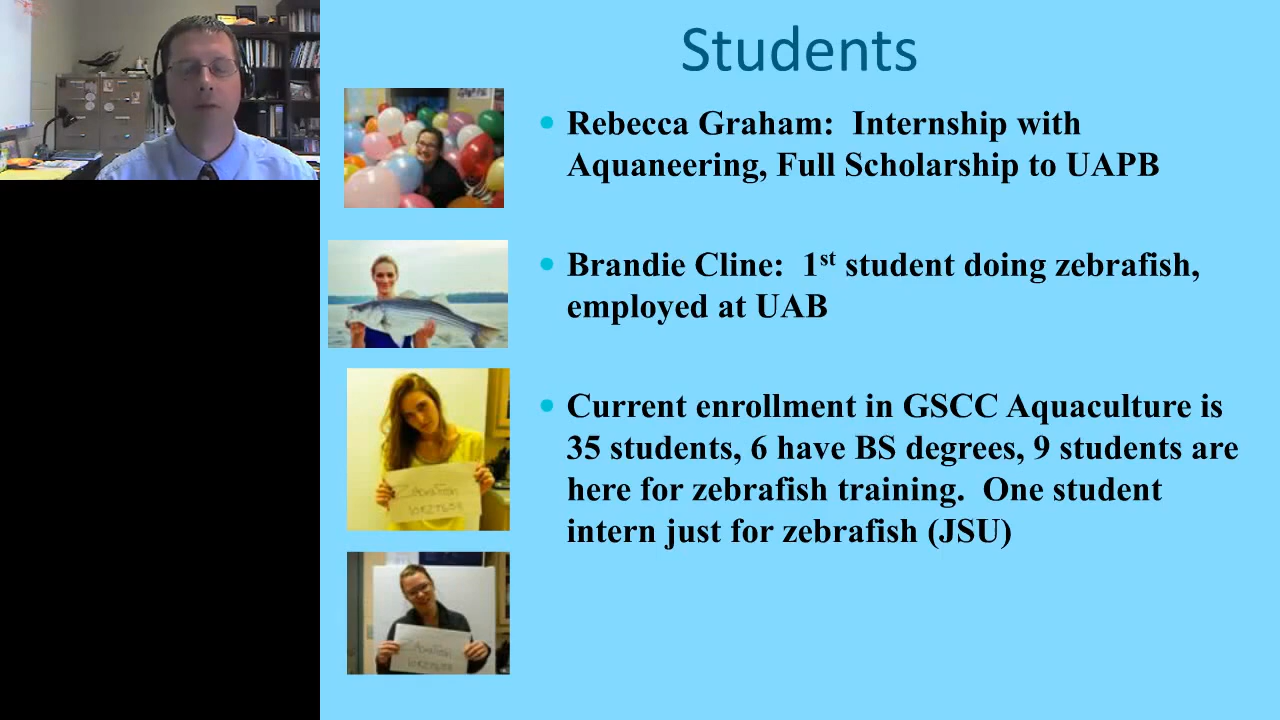 Students
Rebecca Graham: Internship with
Aquaneering, Full Scholarship to UAPB
Brandie Cline: 1st student doing zebrafish,
employed at UAB
Current enrollment in GSCC Aquaculture is
35 students, 6 have BS degrees, 9 students are
here for zebrafish training. One student
intern just for zebrafish (JSU)
Zebrafish
Zebrafish